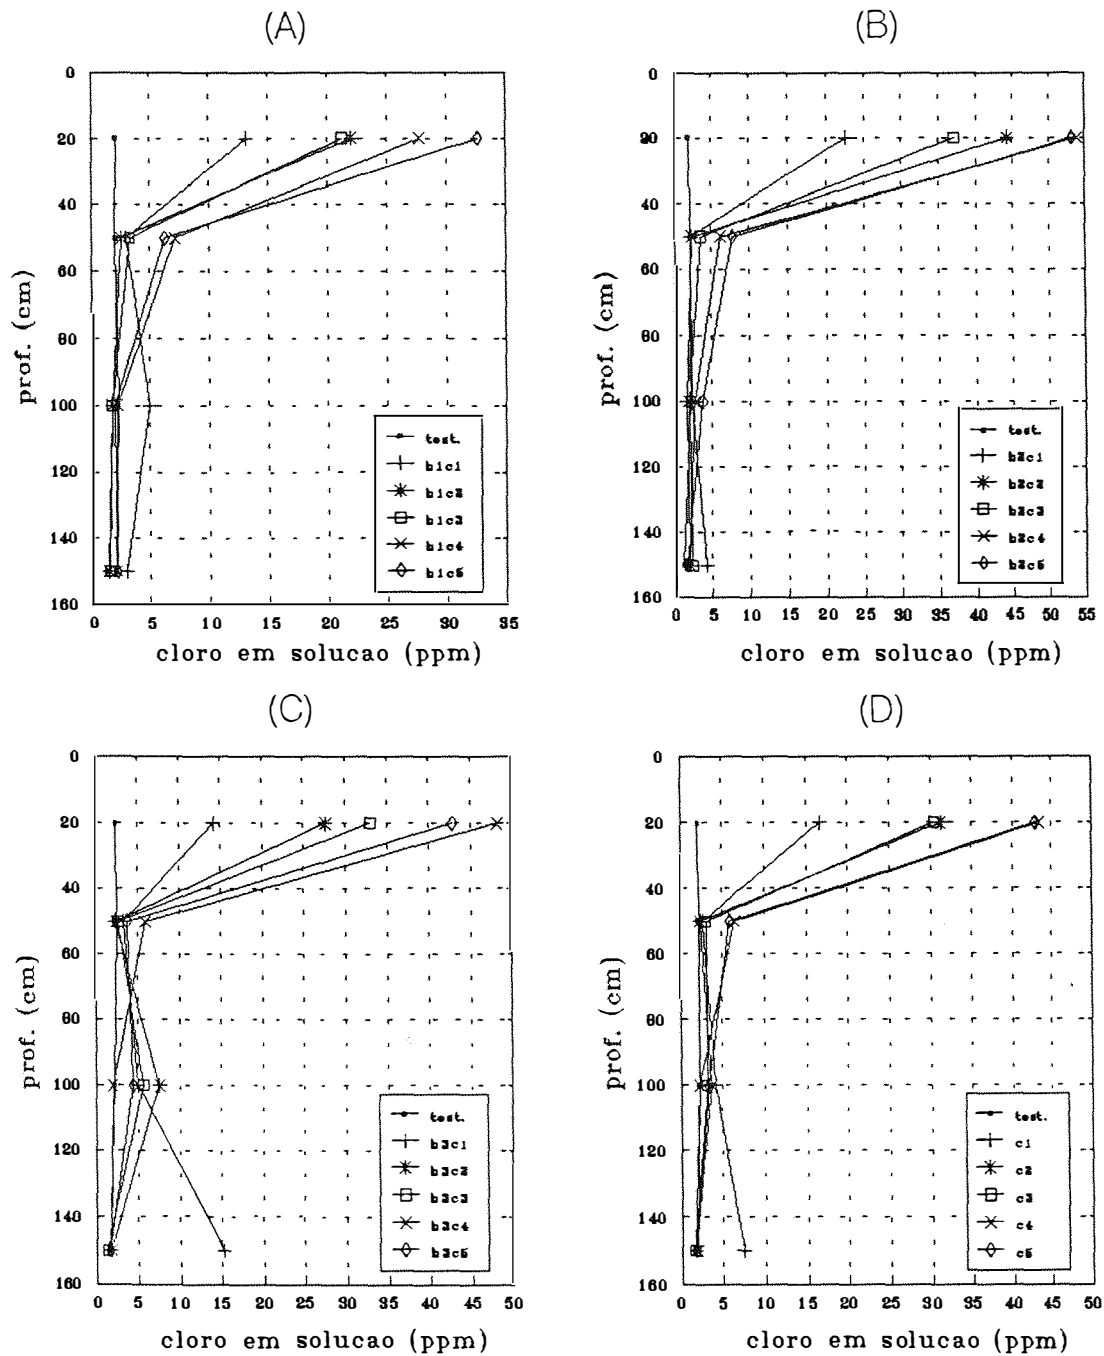 (A)
0
20
40
60
80
100
120
140
160
prof. (cm)
test.
b1c1
b1c2
b1c3
b1c4
b1c5
0 5 10 15 20 25 30 35
cloro em solucao (ppm)
(B)
0
20
40
60
80
100
120
140
160
prof. (cm)
test.
b2c1
b2c2
b2c3
b2c4
b2c5
0 5 10 15 20 25 30 35 40 45 50 55
cloro em solucao (ppm)
(C)
0
20
40
60
80
100
120
140
160
prof. (cm)
test.
b3c1
b3c2
b3c3
b3c4
b3c5
0 5 10 15 20 25 30 35 40 45 50
cloro em solucao (ppm)
(D)
0
20
40
60
80
100
120
140
160
prof. (cm)
test.
c1
c2
c3
c4
c5
0 5 10 15 20 25 30 35 40 45 50
cloro em solucao (ppm)